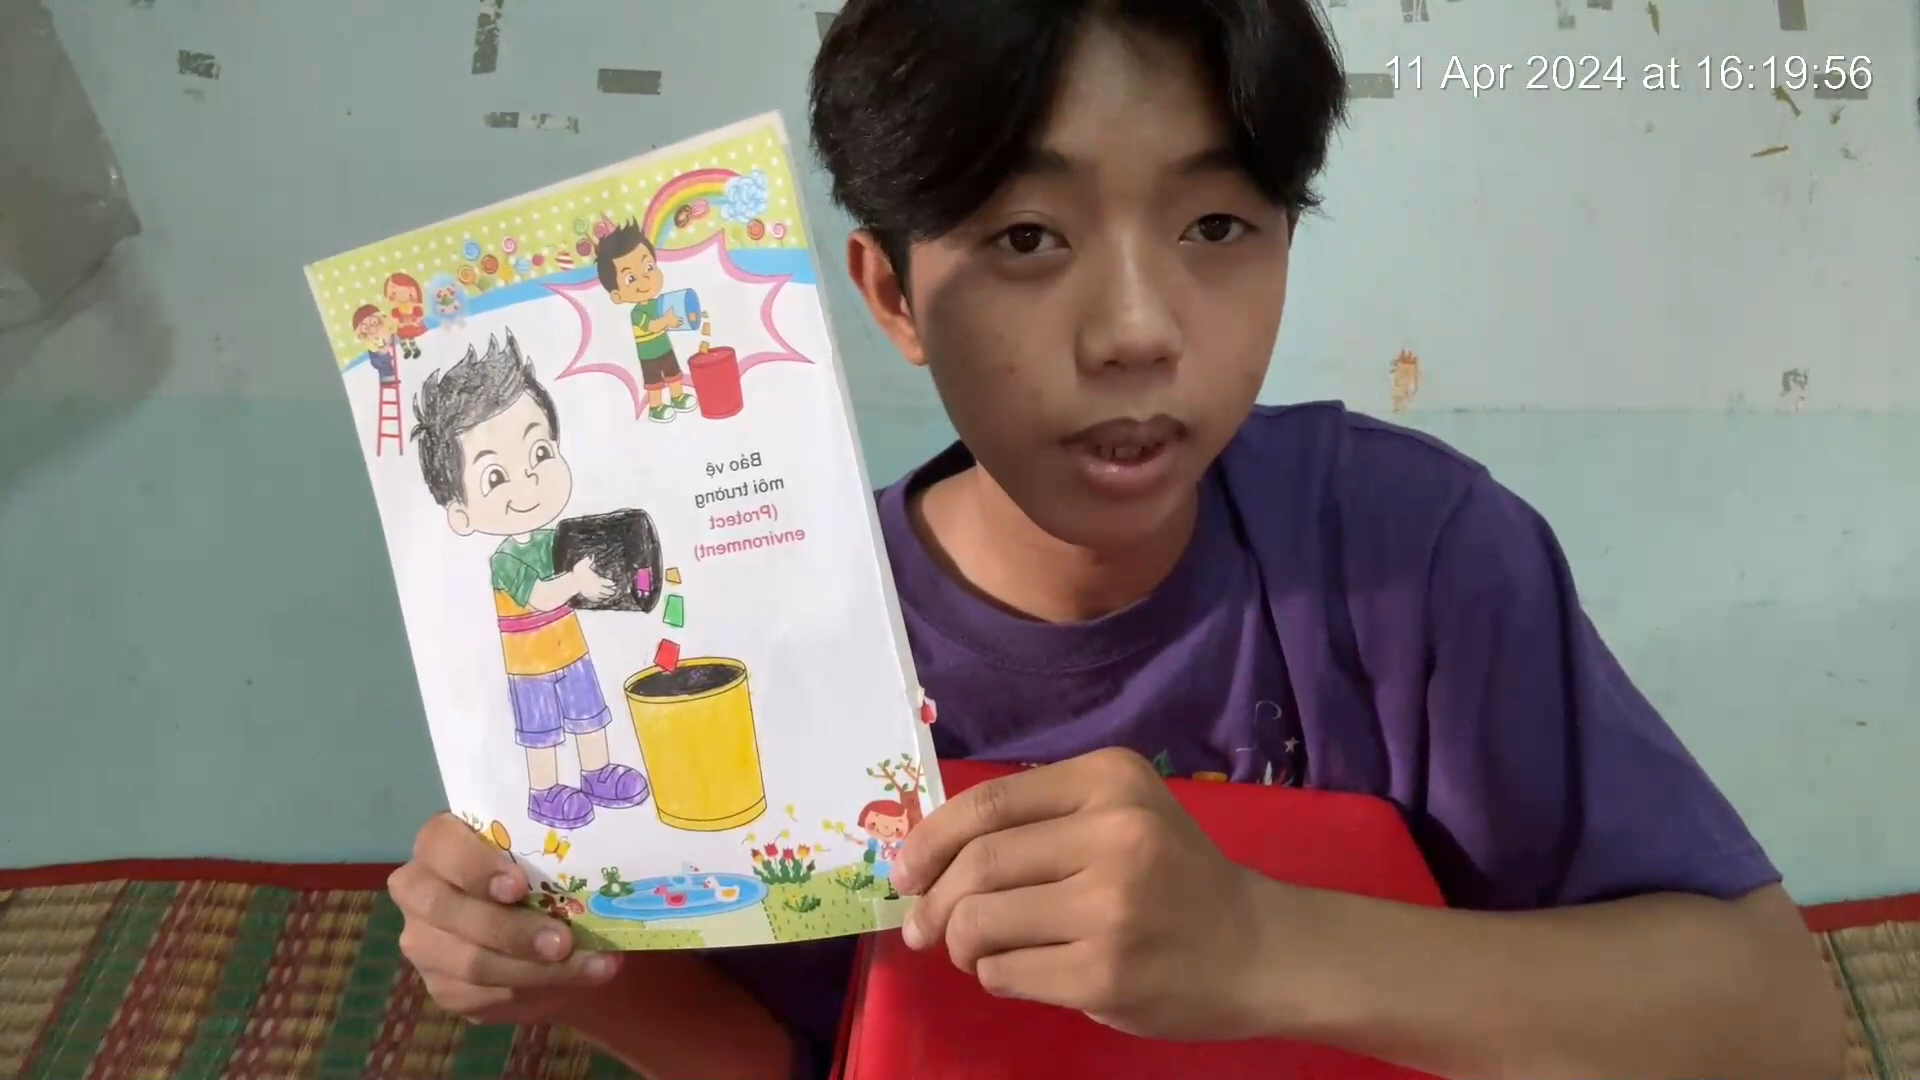 11 Apr 2024 at 16:19:56
Bảo vệ
môi trường
(Protect
environment)